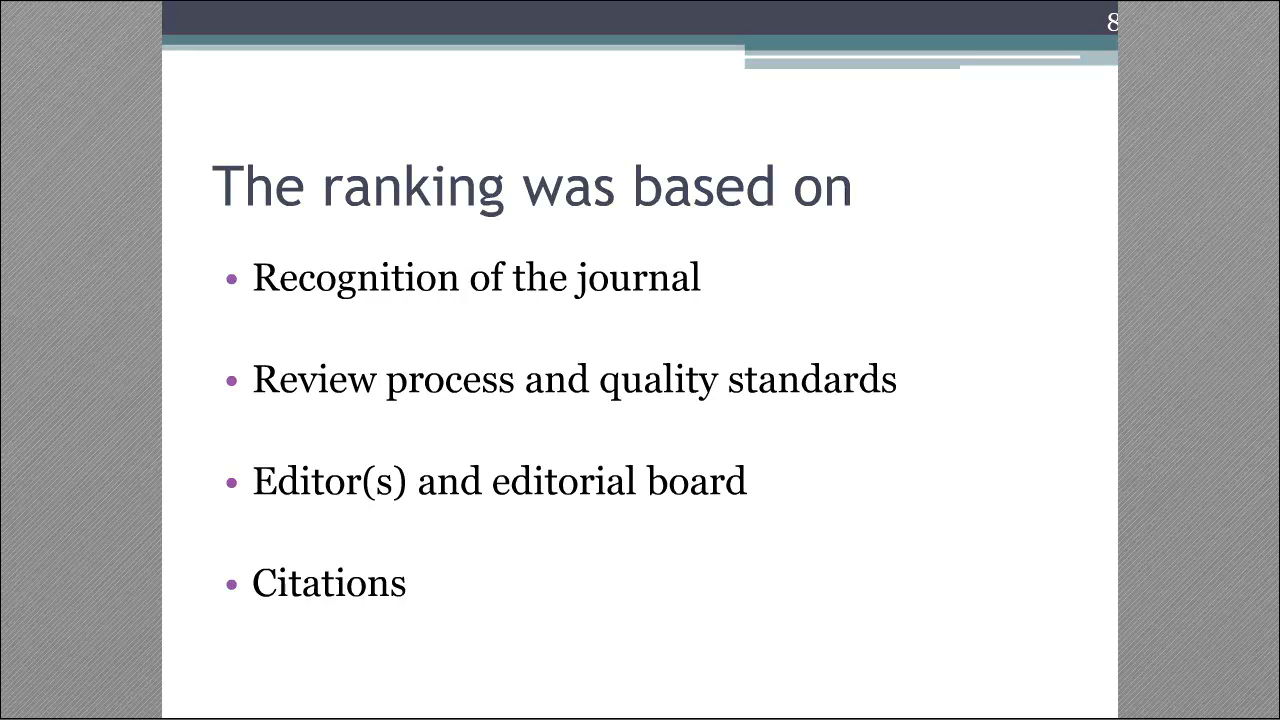 8
The ranking was based on
• Recognition of the journal
• Review process and quality standards
• Editor(s) and editorial board
• Citations